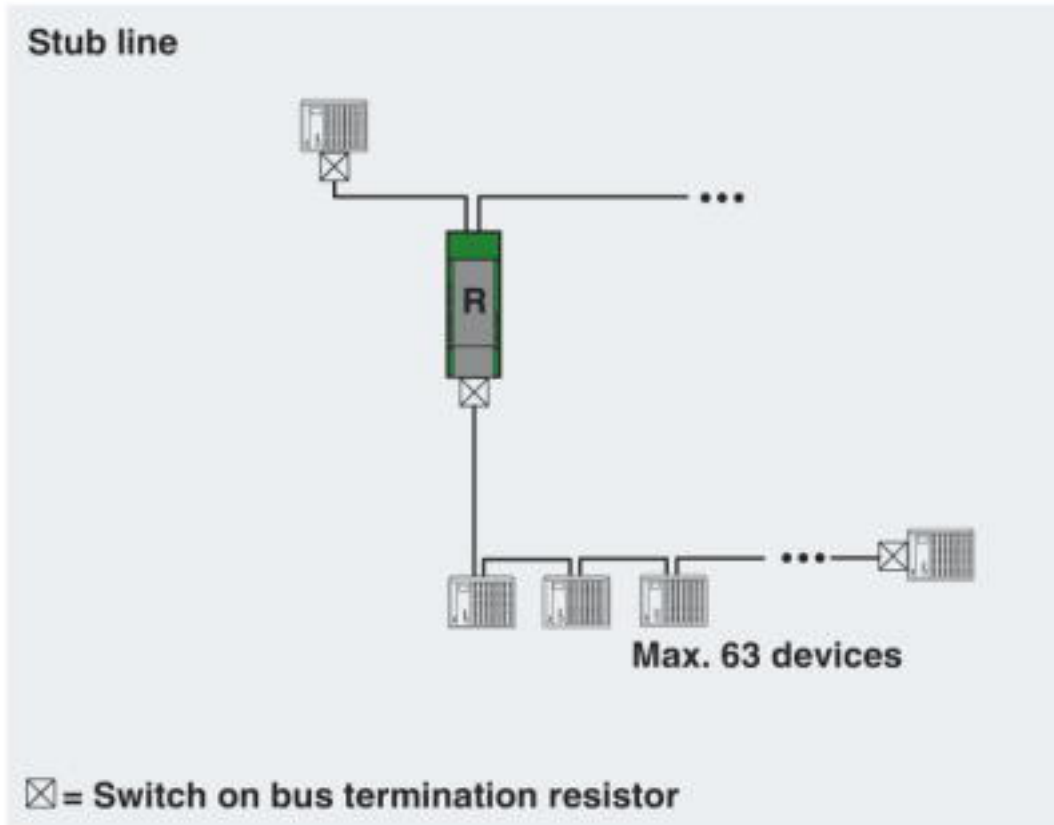 Stub line
R
Max. 63 devices
= Switch on bus termination resistor